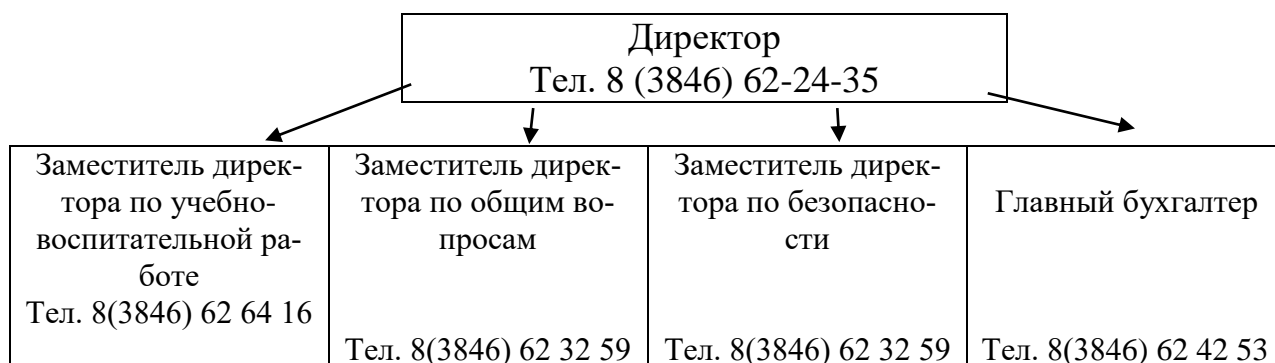 Директор
Тел. 8 (3846) 62-24-35
Заместитель дирек-
тора по учебно-
воспитательной ра-
боте
Тел. 8(3846) 62 64 16
Заместитель дирек-
тора по общим во-
просам
Тел. 8(3846) 62 32 59
Заместитель дирек-
тора по безопасно-
сти
Тел. 8(3846) 62 32 59
Главный бухгалтер
Тел. 8(3846) 62 42 53